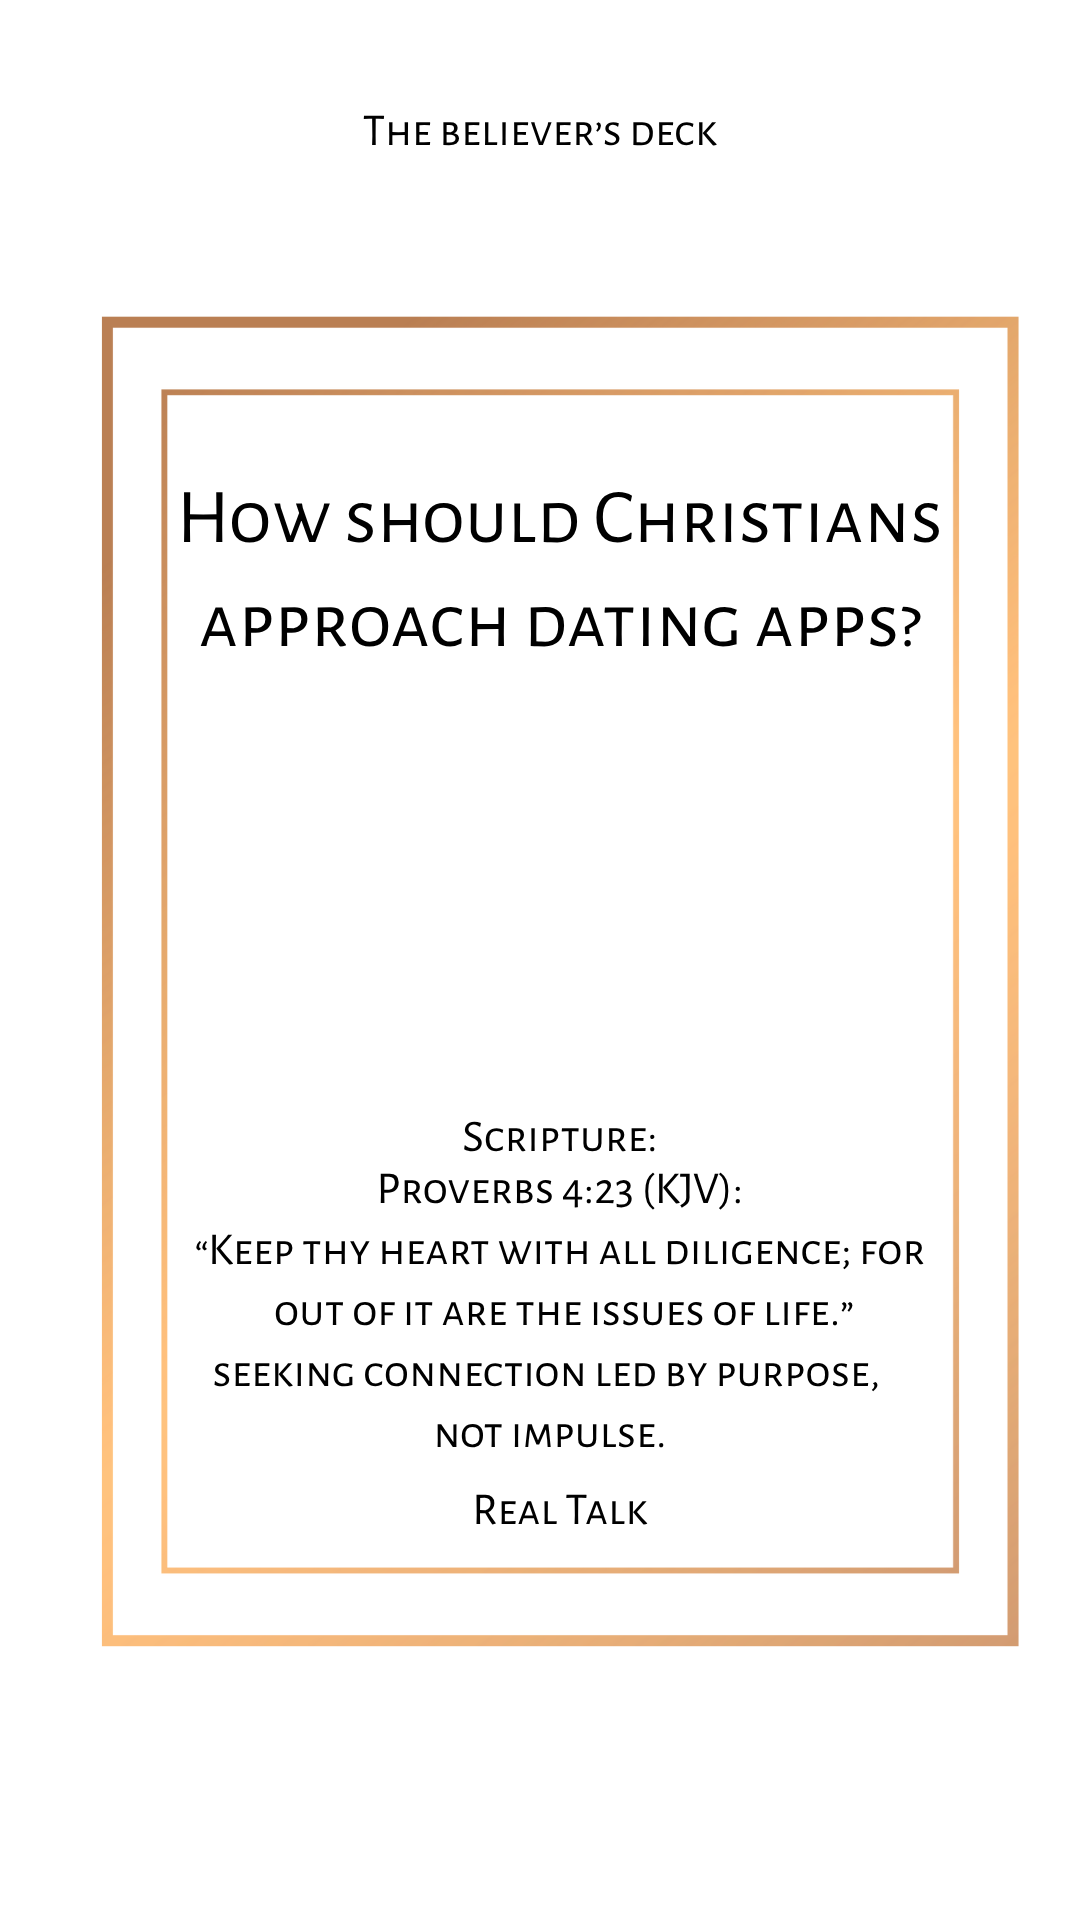 The believer’s deck
How should Christians
approach dating apps?
Scripture:
Proverbs 4:23 (KJV):
“Keep thy heart with all diligence; for
out of it are the issues of life.”
seeking connection led by purpose,
not impulse.
Real Talk